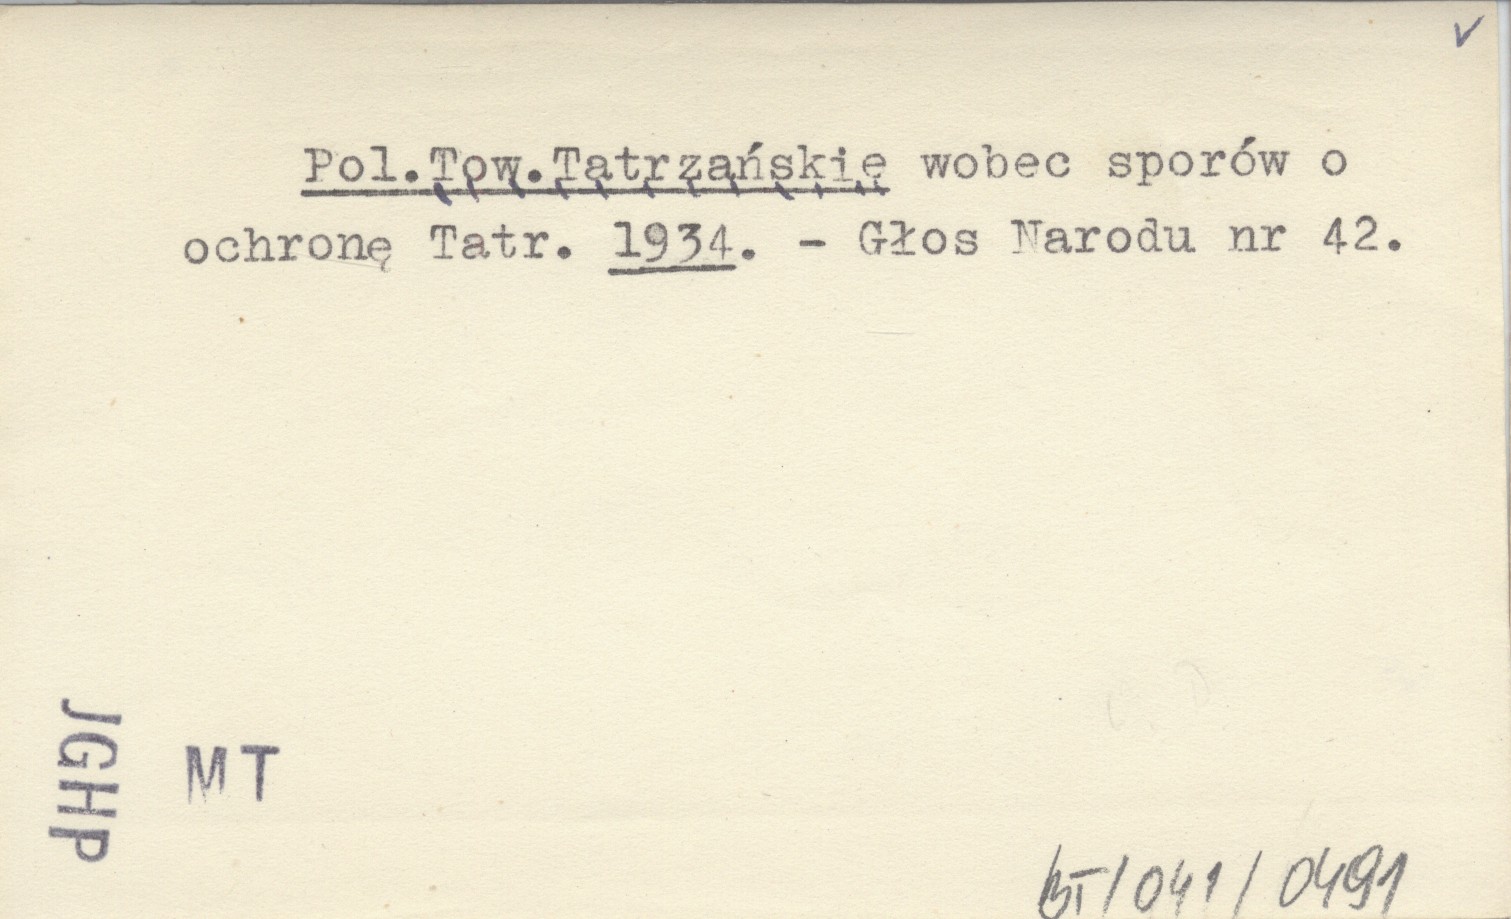 Pol.Tow.Tatrzańskie wobec sporów o
ochronę Tatr. 1934. - Głos Narodu nr 42.
JGHP
MT
BT/041/0491